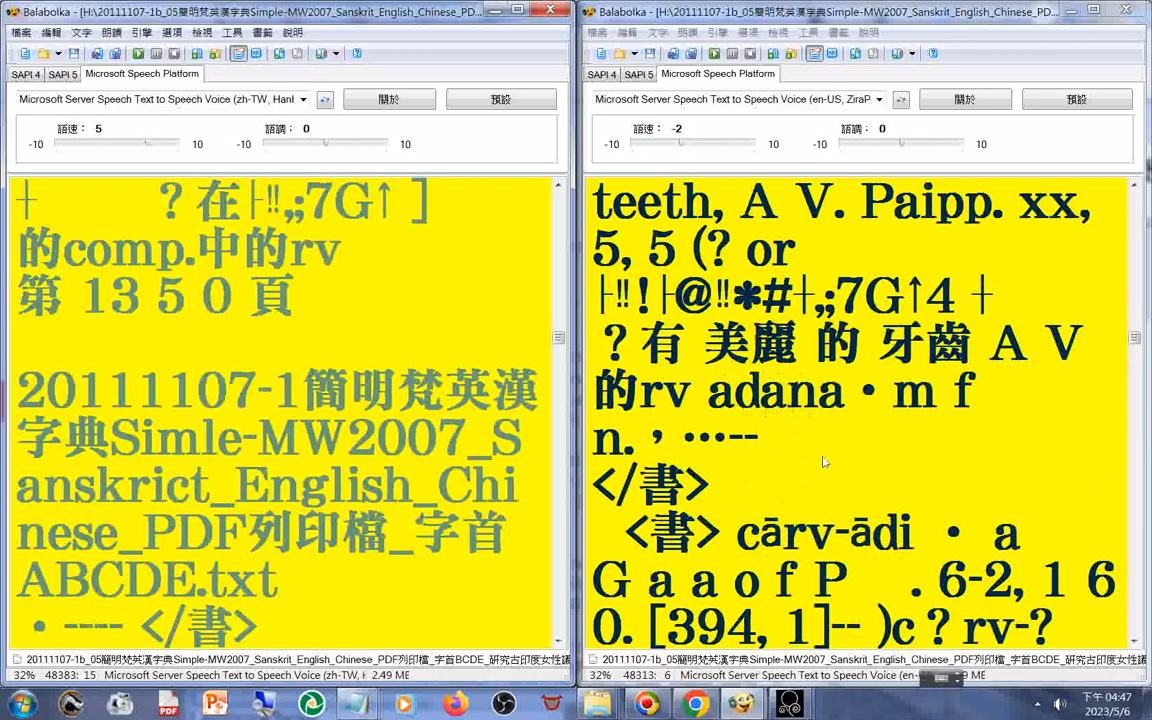 Balabolka - [H:\20111107-1b_05簡明梵英漢字典Simple-MW2007_Sanskrit_English_Chinese_PD...
檔案 編輯 文字 朗讀 引擎 選項 檢視 工具 書籤 說明
SAPI 4 SAPI 5 Microsoft Speech Platform
Microsoft Server Speech Text to Speech Voice (zh-TW, HanI
關於 預設
語速： 5 語調： 0
-10 10 -10 10
├ ？在├‼,;7G↑ ]
的comp.中的rv
第 13 5 0 頁
20111107-1簡明梵英漢
字典Simle-MW2007_S
anskrict_English_Chi
nese_PDF列印檔_字首
ABCDE.txt
• ---- </書>
20111107-1b_05簡明梵英漢字典Simple-MW2007_Sanskrit_English_Chinese_PDF列印檔_字首BCDE_研究古印度女性議
32% 48383: 15 Microsoft Server Speech Text to Speech Voice (zh-TW, H 2.49 MB
Balabolka - [H:\20111107-1b_05簡明梵英漢字典Simple-MW2007_Sanskrit_English_Chinese_PD...
檔案 編輯 文字 朗讀 引擎 選項 檢視 工具 書籤 說明
SAPI 4 SAPI 5 Microsoft Speech Platform
Microsoft Server Speech Text to Speech Voice (en-US, ZiraP
關於 預設
語速： -2 語調： 0
-10 10 -10 10
teeth, A V. Paipp. xx,
5, 5 (? or
├‼!├@‼*#┼,;7G↑4 ┼
？有 美麗 的 牙齒 A V
的rv adana • m f
n.，…--
</書>
<書> cārv-ādi • a
G a a o f P . 6-2, 1 6
0. [394, 1]-- )c？rv-?
20111107-1b_05簡明梵英漢字典Simple-MW2007_Sanskrit_English_Chinese_PDF列印檔_字首BCDE_研究古印度女性議
32% 48313: 6 Microsoft Server Speech Text to Speech Voice (en-US, ME
PDF
下午 04:47
2023/5/6